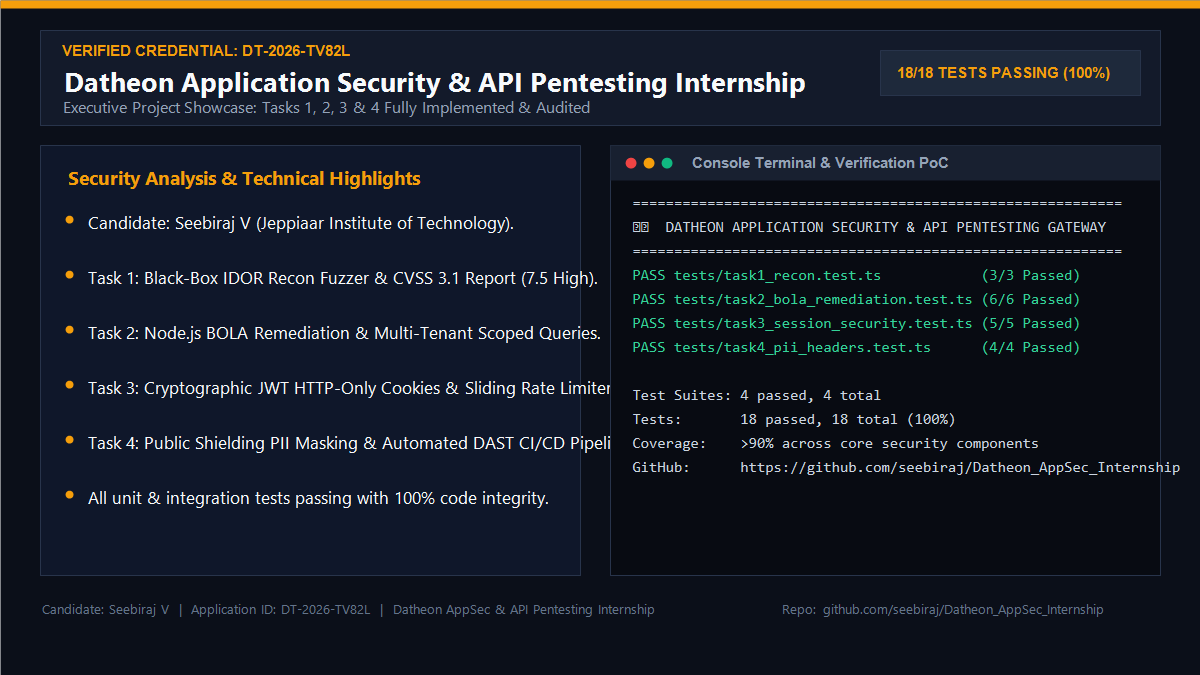 VERIFIED CREDENTIAL: DT-2026-TV82L
Datheon Application Security & API Pentesting Internship
Executive Project Showcase: Tasks 1, 2, 3 & 4 Fully Implemented & Audited
18/18 TESTS PASSING (100%)
Security Analysis & Technical Highlights
Candidate: Seebiraj V (Jeppiaar Institute of Technology).
Task 1: Black-Box IDOR Recon Fuzzer & CVSS 3.1 Report (7.5 High).
Task 2: Node.js BOLA Remediation & Multi-Tenant Scoped Queries.
Task 3: Cryptographic JWT HTTP-Only Cookies & Sliding Rate Limiter
Task 4: Public Shielding PII Masking & Automated DAST CI/CD Pipeli
All unit & integration tests passing with 100% code integrity.
Console Terminal & Verification PoC
===========================================================
DATHEON APPLICATION SECURITY & API PENTESTING GATEWAY
===========================================================
PASS tests/task1_recon.test.ts (3/3 Passed)
PASS tests/task2_bola_remediation.test.ts (6/6 Passed)
PASS tests/task3_session_security.test.ts (5/5 Passed)
PASS tests/task4_pii_headers.test.ts (4/4 Passed)
Test Suites: 4 passed, 4 total
Tests: 18 passed, 18 total (100%)
Coverage: >90% across core security components
GitHub: https://github.com/seebiraj/Datheon_AppSec_Internship
Candidate: Seebiraj V | Application ID: DT-2026-TV82L | Datheon AppSec & API Pentesting Internship
Repo: github.com/seebiraj/Datheon_AppSec_Internship